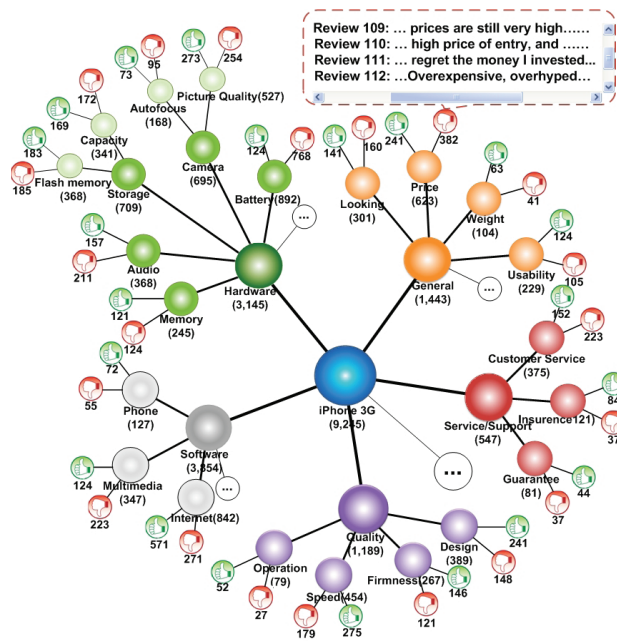 Review 109: … prices are still very high……
Review 110: … high price of entry, and ……
Review 111: … regret the money I invested...
Review 112: …Overexpensive, overhyped…
95
273
254
73
Picture Quality(527)
Autofocus
(168)
172
169
Capacity
(341)
183
185
Flash memory
(368)
Storage
(709)
Camera
(695)
124
768
Battery(892)
...
157
211
Audio
(368)
Hardware
(3,145)
121
124
Memory
(245)
141
160
Looking
(301)
241
382
Price
(623)
63
41
Weight
(104)
124
105
Usability
(229)
General
(1,443)
...
iPhone 3G
(9,245)
...
152
223
Customer Service
(375)
84
37
Insurence121)
Service/Support
(547)
Guarantee
(81)
44
37
72
55
Phone
(127)
Software
(3,854)
...
124
223
Multimedia
(347)
Internet(842)
571
271
Quality
(1,189)
Operation
(79)
52
27
Speed(454)
179
275
Firmness(267)
146
121
Design
(389)
241
148